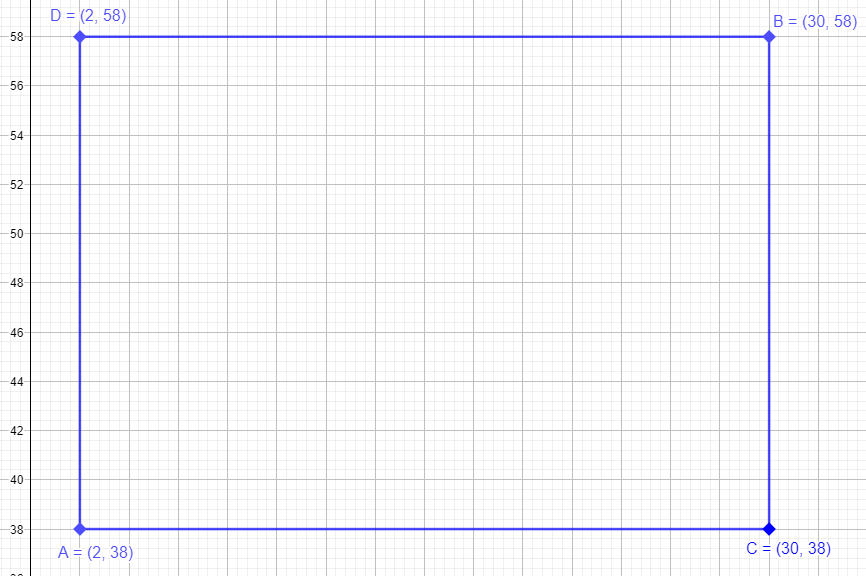 D = (2, 58)
B = (30, 58)
58
56
54
52
50
48
46
44
42
40
38
A = (2, 38)
C = (30, 38)